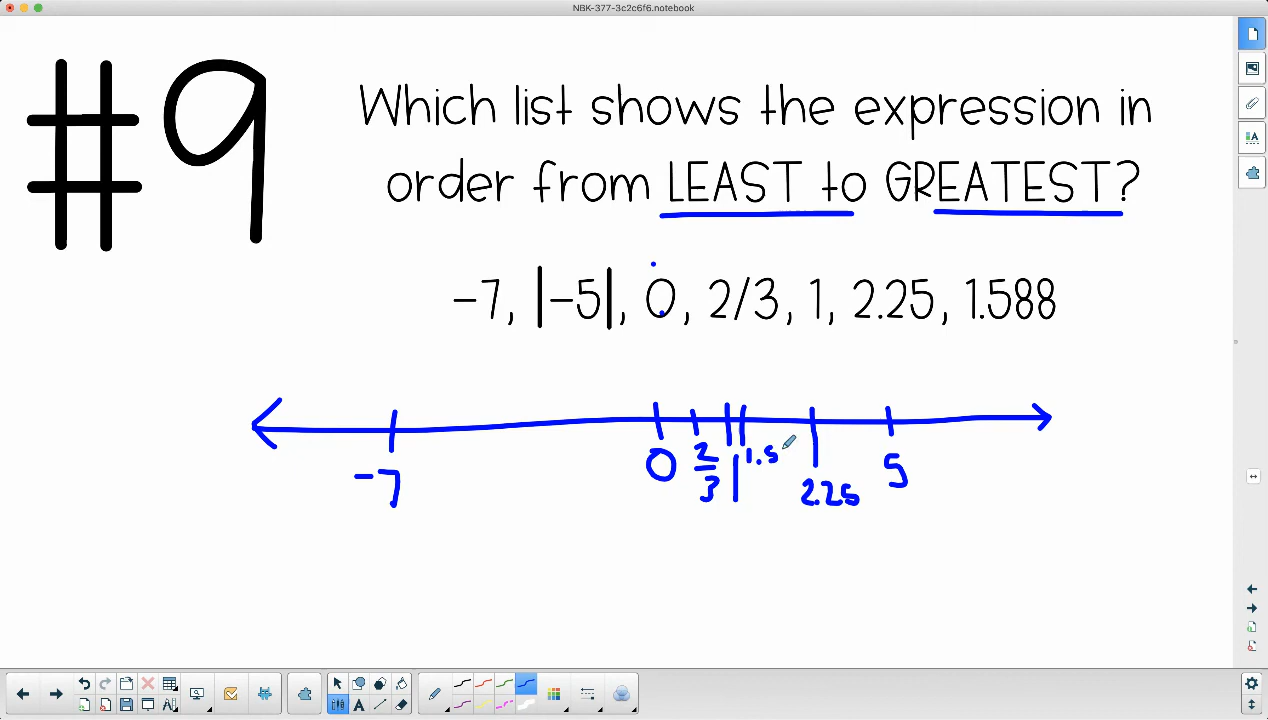 NBK-377-3c2c6f6.notebook
#9
Which list shows the expression in
order from LEAST to GREATEST?
-7, |-5|, 0, 2/3, 1, 2.25, 1.588
-7 0 2/3 1 1.5 2.25 5